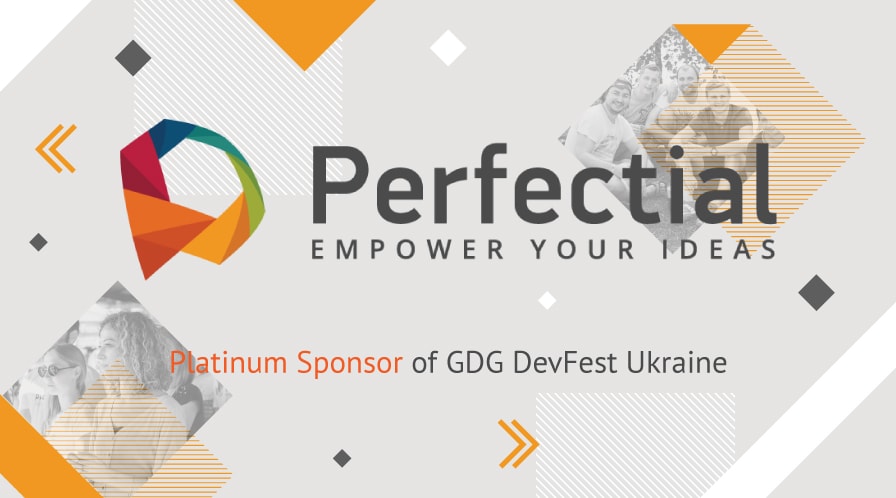 Perfectial
EMPOWER YOUR IDEAS
Platinum Sponsor of GDG DevFest Ukraine